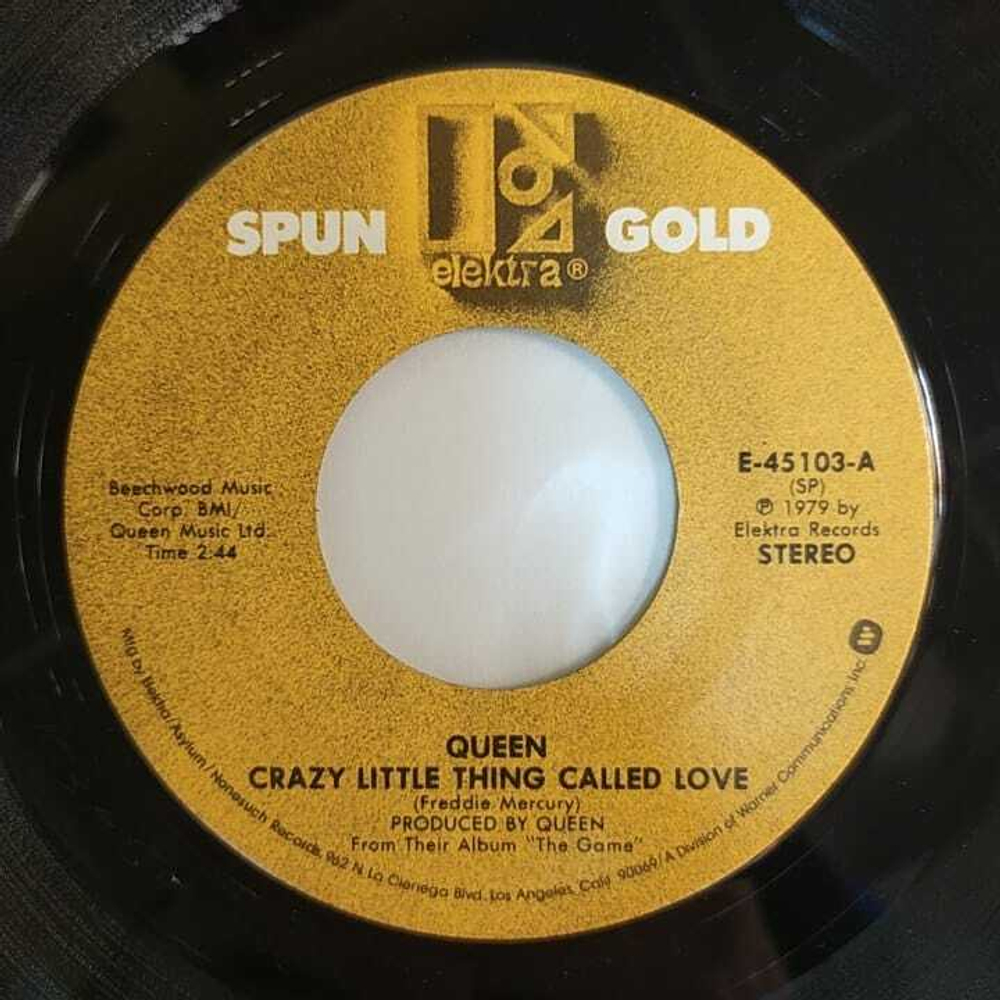 SPUN GOLD
elektra®
Beechwood Music
Corp. BMI/
Queen Music Ltd.
Time 2:44
E-45103-A
(SP)
℗ 1979 by
Elektra Records
STEREO
QUEEN
CRAZY LITTLE THING CALLED LOVE
(Freddie Mercury)
PRODUCED BY QUEEN
From Their Album "The Game"
Mfg by Elektra/Asylum/Nonesuch Records, 962 N. La Cienega Blvd. Los Angeles, Calif. 90069/A Division of Warner Communications, Inc.